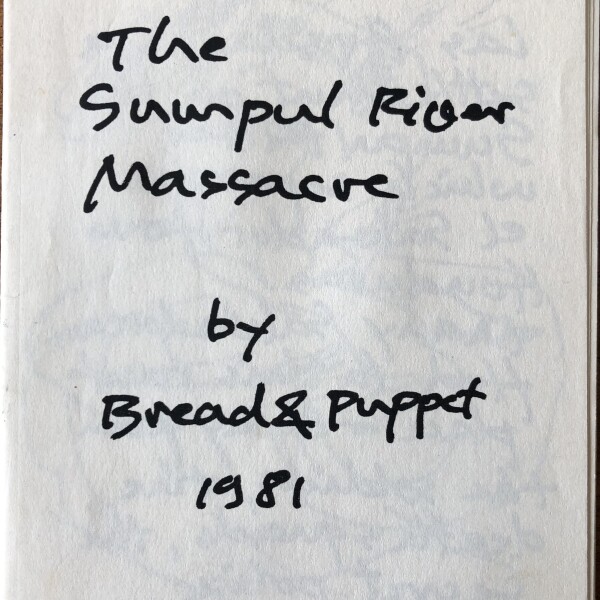 The
Sumpul River
Massacre
by
Bread & Puppet
1981